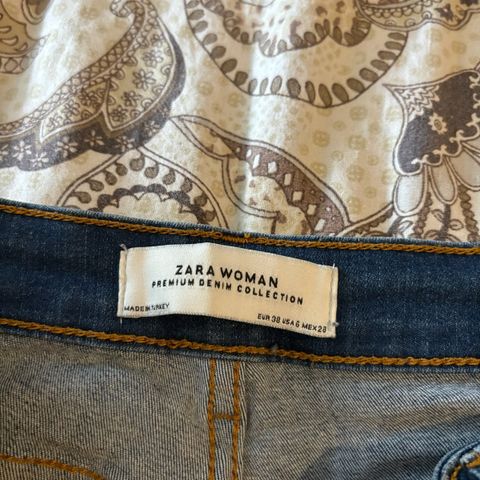 ZARA WOMAN
PREMIUM DENIM COLLECTION
MADE IN TURKEY
EUR 38 USA 6 MEX 28